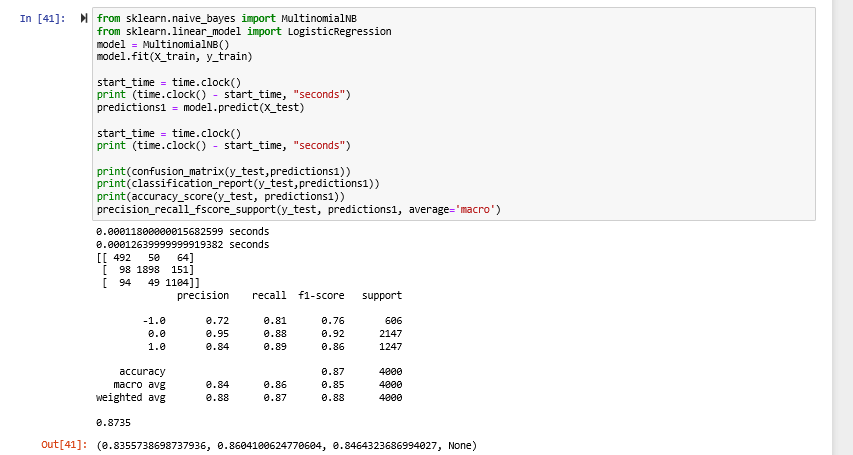 In [41]:
from sklearn.naive_bayes import MultinomialNB
from sklearn.linear_model import LogisticRegression
model = MultinomialNB()
model.fit(X_train, y_train)
start_time = time.clock()
print (time.clock() - start_time, "seconds")
predictions1 = model.predict(X_test)
start_time = time.clock()
print (time.clock() - start_time, "seconds")
print(confusion_matrix(y_test,predictions1))
print(classification_report(y_test,predictions1))
print(accuracy_score(y_test, predictions1))
precision_recall_fscore_support(y_test, predictions1, average='macro')
0.00011800000015682599 seconds
0.00012639999999919382 seconds
[[ 492 50 64]
[ 98 1898 151]
[ 94 49 1104]]
precision recall f1-score support
-1.0 0.72 0.81 0.76 606
0.0 0.95 0.88 0.92 2147
1.0 0.84 0.89 0.86 1247
accuracy 0.87 4000
macro avg 0.84 0.86 0.85 4000
weighted avg 0.88 0.87 0.88 4000
0.8735
Out[41]: (0.8355738698737936, 0.8604100624770604, 0.8464323686994027, None)